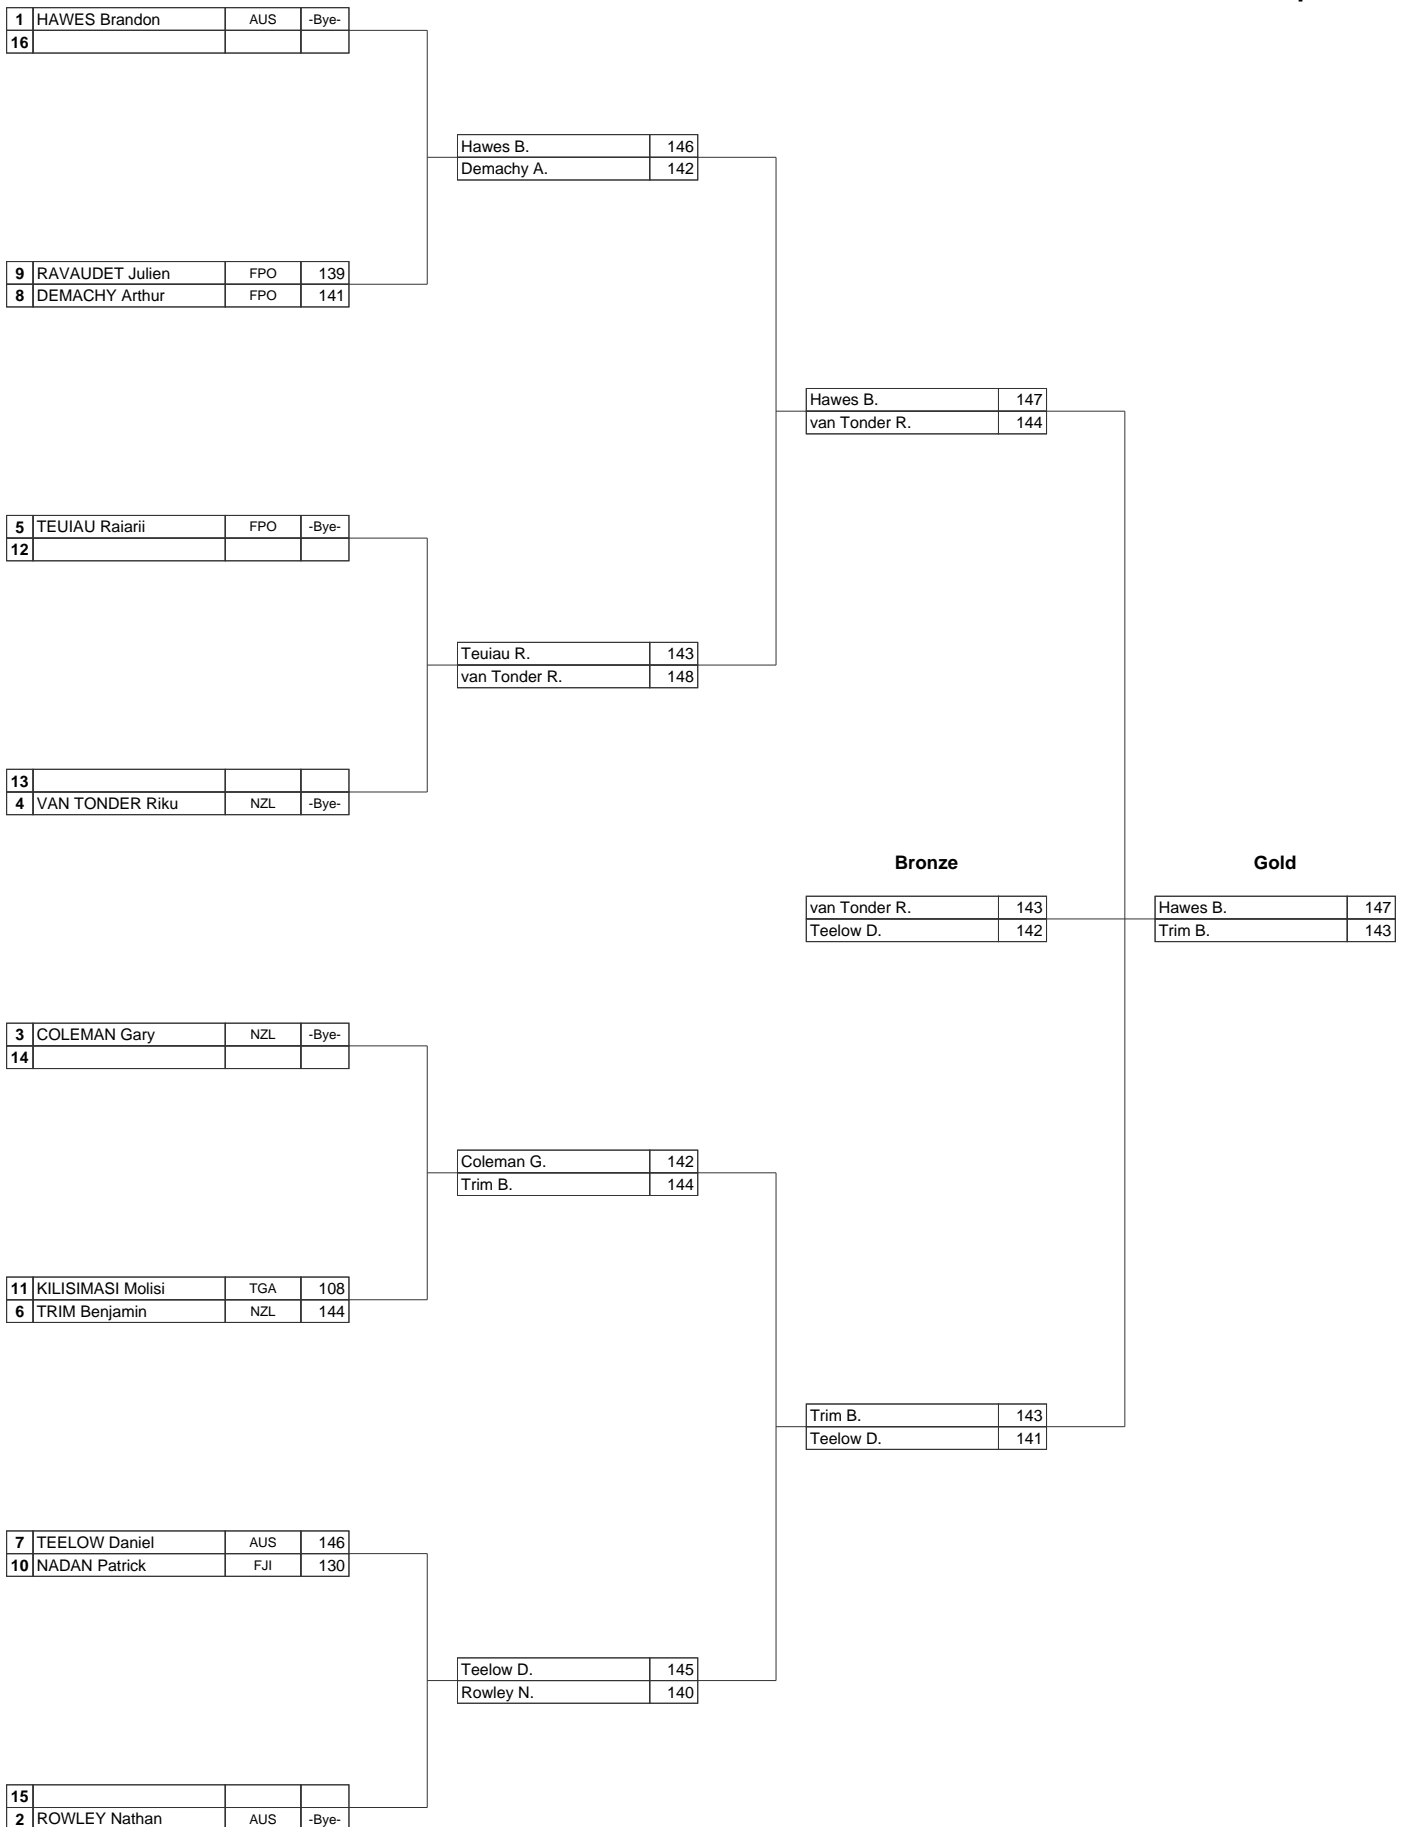 1 HAWES Brandon AUS -Bye-
16
Hawes B. 146
Demachy A. 142
9 RAVAUDET Julien FPO 139
8 DEMACHY Arthur FPO 141
Hawes B. 147
van Tonder R. 144
5 TEUIAU Raiarii FPO -Bye-
12
Teuiau R. 143
van Tonder R. 148
13
4 VAN TONDER Riku NZL -Bye-
Bronze Gold
van Tonder R. 143 Hawes B. 147
Teelow D. 142 Trim B. 143
3 COLEMAN Gary NZL -Bye-
14
Coleman G. 142
Trim B. 144
11 KILISIMASI Molisi TGA 108
6 TRIM Benjamin NZL 144
Trim B. 143
Teelow D. 141
7 TEELOW Daniel AUS 146
10 NADAN Patrick FJI 130
Teelow D. 145
Rowley N. 140
15
2 ROWLEY Nathan AUS -Bye-